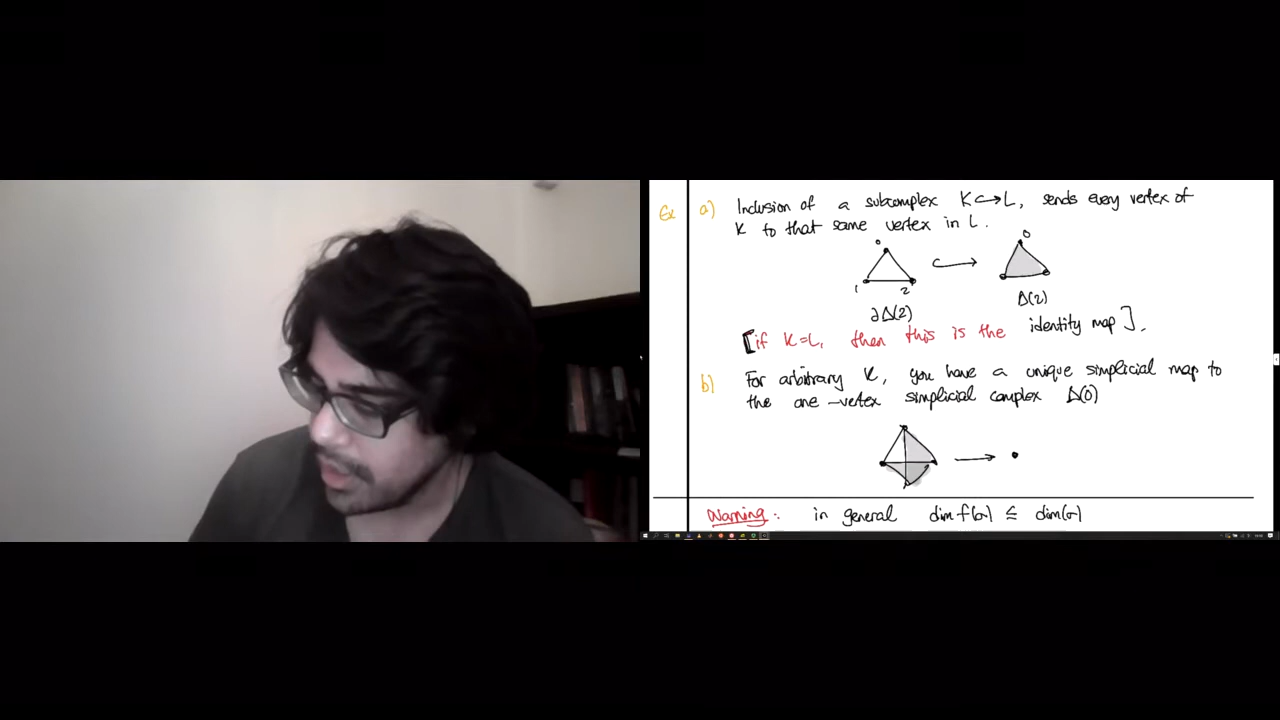 Ex a) Inclusion of a subcomplex K ↪ L, sends every vertex of
K to that same vertex in L.
0 0
1 2
∂Δ(2) Δ(2)
[if K=L, then this is the identity map].
b) For arbitrary K, you have a unique simplicial map to
the one-vertex simplicial complex Δ(0)
Warning: in general dim f(σ) ≤ dim(σ)